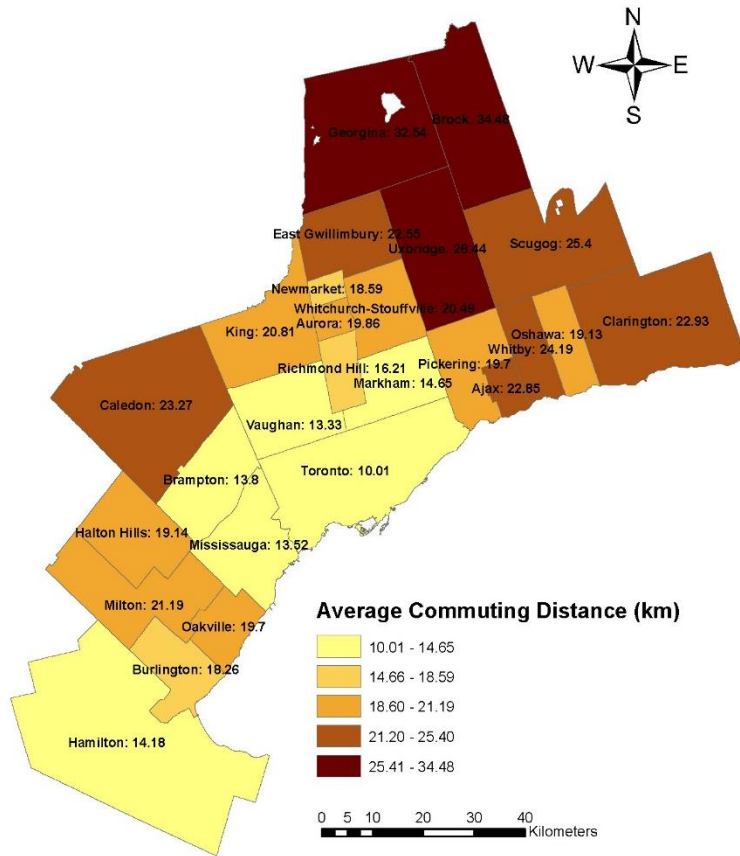 N
W E
S
Georgina: 32.54
Brock: 34.48
East Gwillimbury: 22.55
Uxbridge: 28.44
Scugog: 25.4
Newmarket: 18.59
Whitchurch-Stouffville: 20.49
King: 20.81
Aurora: 19.86
Oshawa: 19.13
Clarington: 22.93
Whitby: 24.19
Richmond Hill: 16.21
Pickering: 19.7
Markham: 14.65
Ajax: 22.85
Caledon: 23.27
Vaughan: 13.33
Brampton: 13.8
Toronto: 10.01
Halton Hills: 19.14
Mississauga: 13.52
Milton: 21.19
Oakville: 19.7
Burlington: 18.26
Hamilton: 14.18
Average Commuting Distance (km)
10.01 - 14.65
14.66 - 18.59
18.60 - 21.19
21.20 - 25.40
25.41 - 34.48
0 5 10 20 30 40
Kilometers